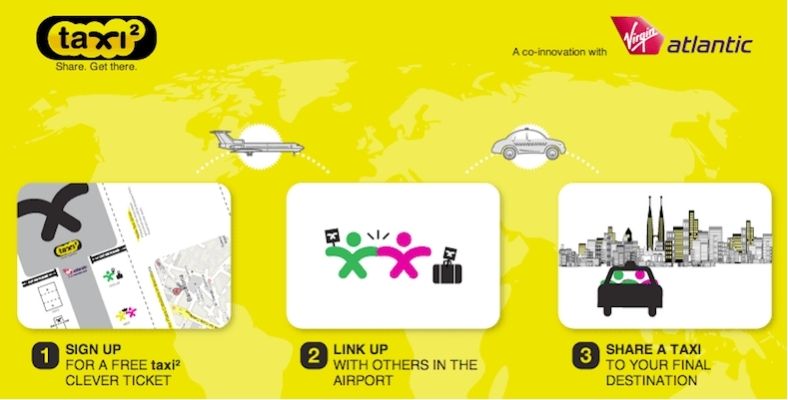 taxi²
Share. Get there.
A co-innovation with
Virgin atlantic
taxi²
1 SIGN UP
FOR A FREE taxi²
CLEVER TICKET
2 LINK UP
WITH OTHERS IN THE
AIRPORT
3 SHARE A TAXI
TO YOUR FINAL
DESTINATION